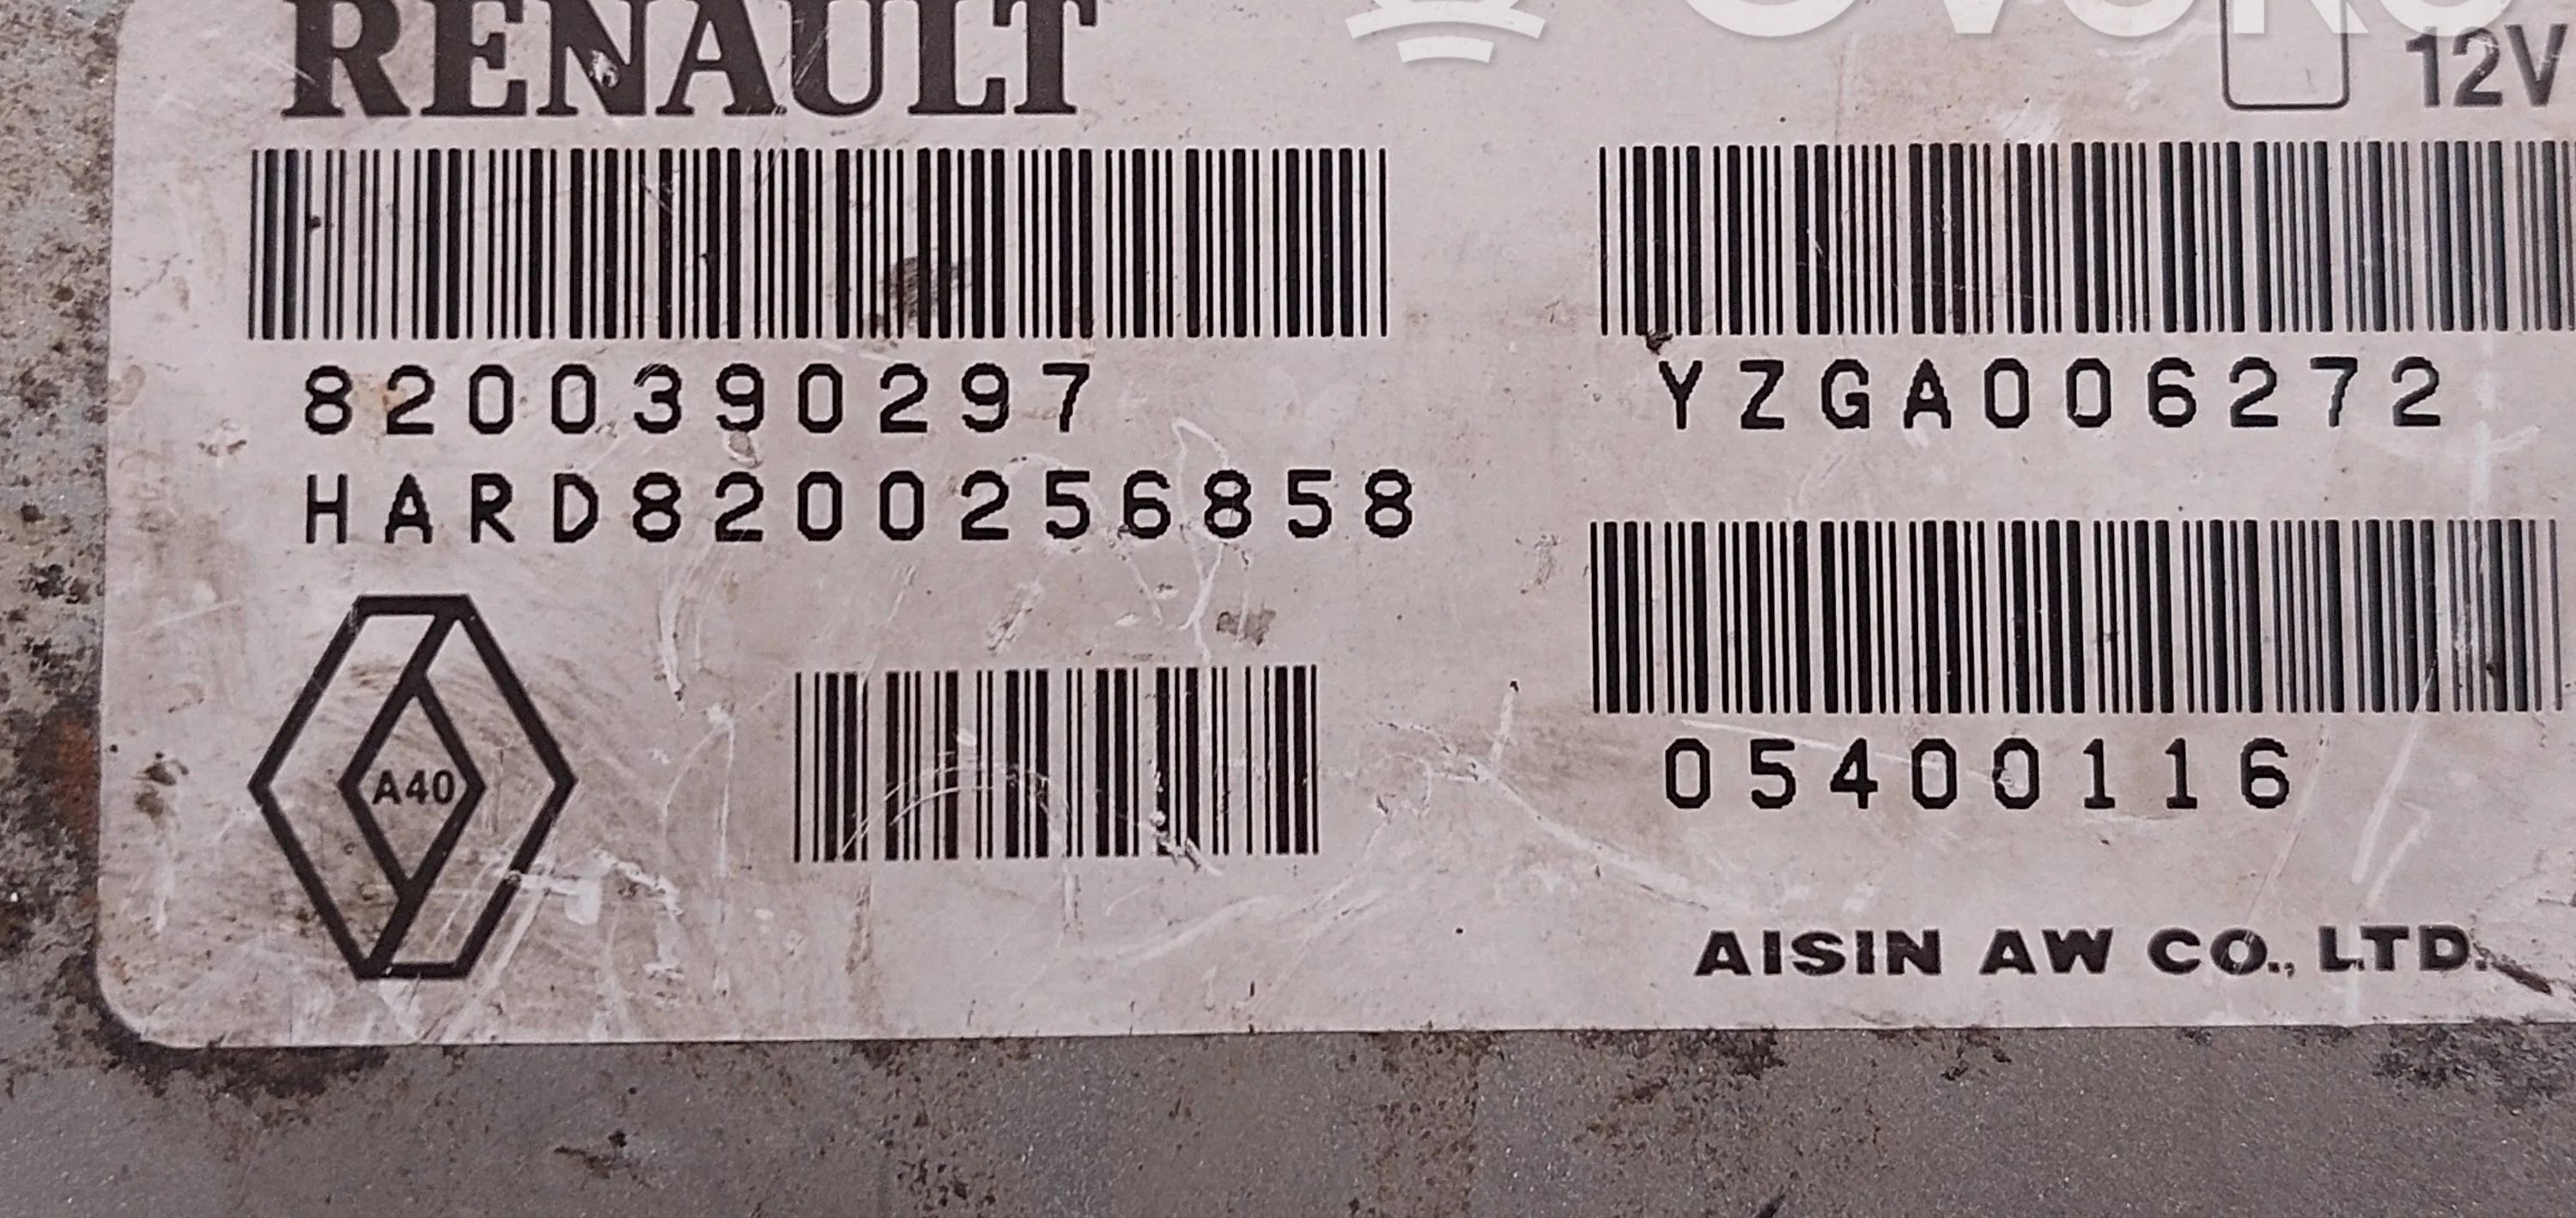 RENAULT
12V
8200390297
HARD8200256858
YZGA006272
A40
05400116
AISIN AW CO., LTD.